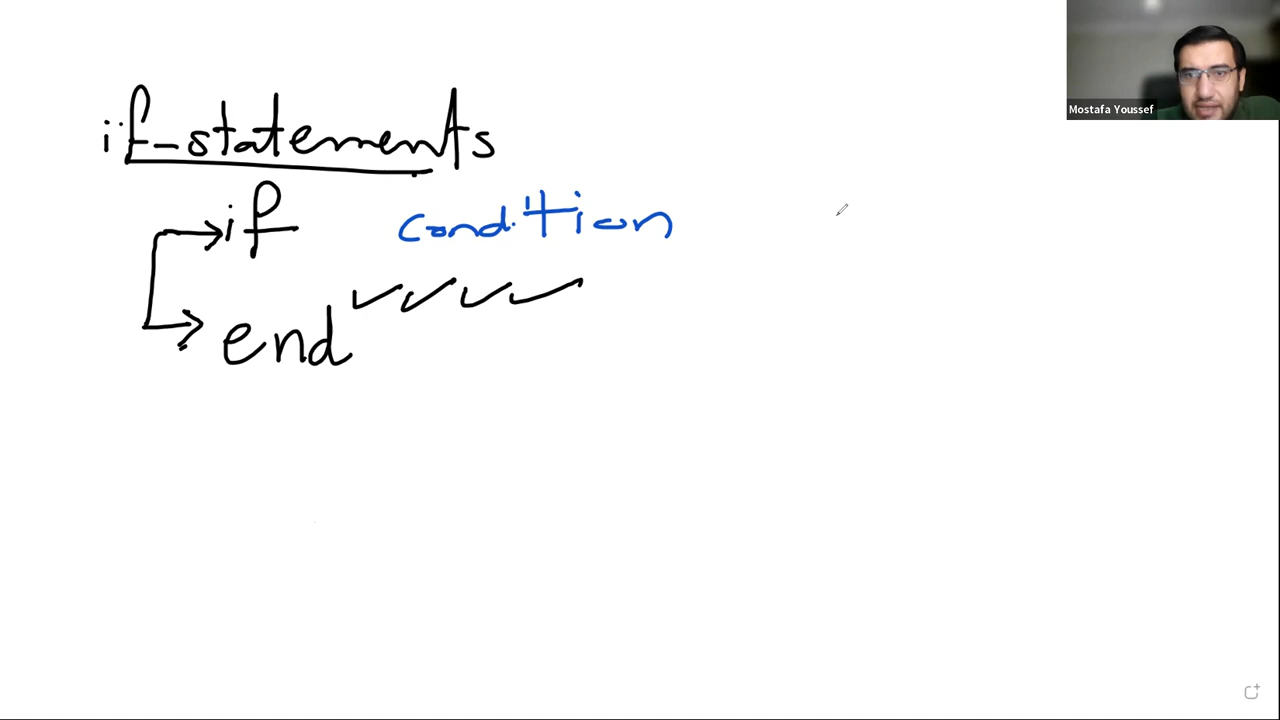 Mostafa Youssef
if-statements
if condition
end